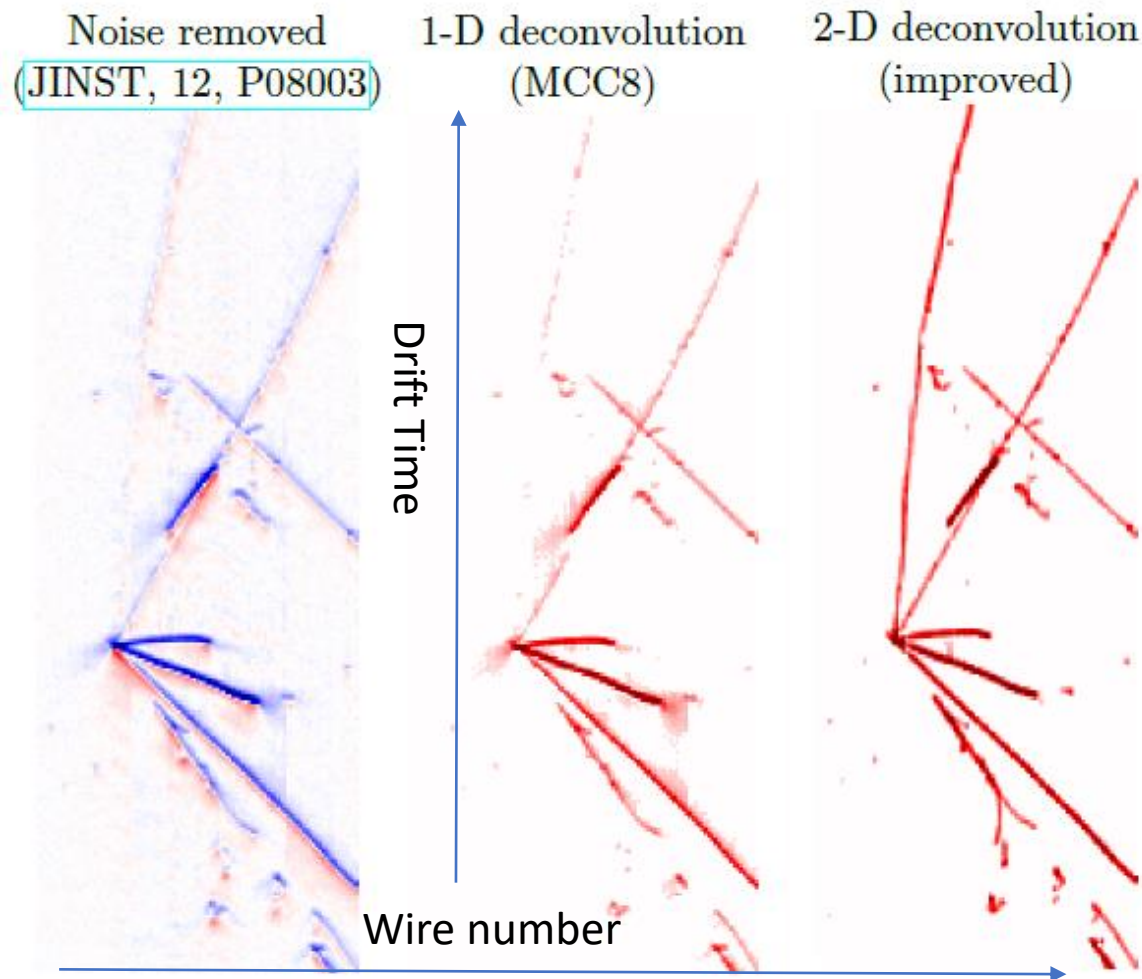 Noise removed
(JINST, 12, P08003)
1-D deconvolution
(MCC8)
2-D deconvolution
(improved)
Drift Time
Wire number